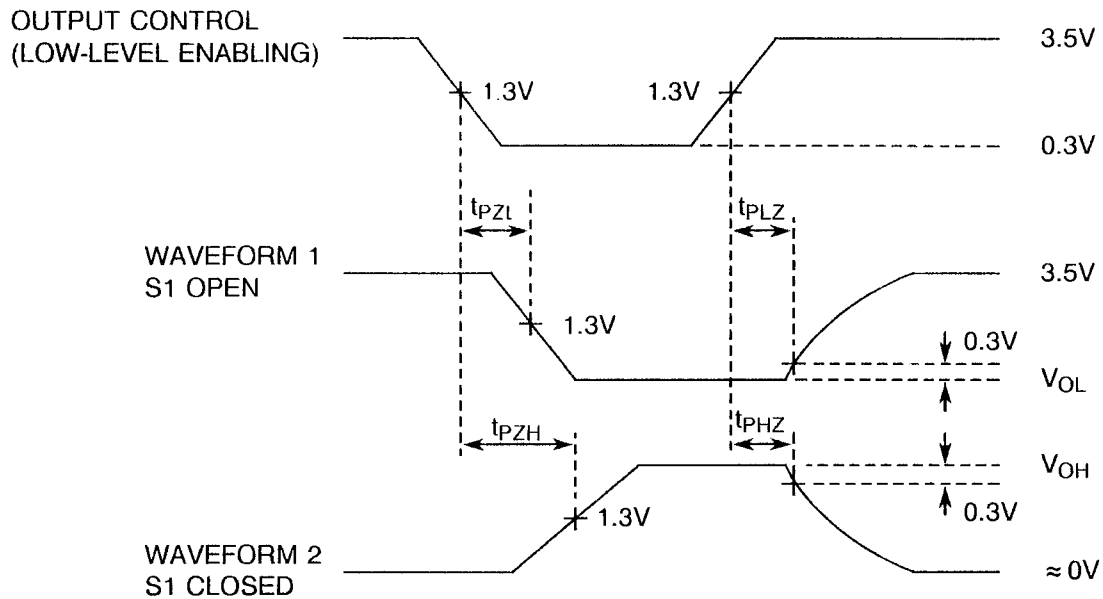 OUTPUT CONTROL
(LOW-LEVEL ENABLING)
1.3V
1.3V
3.5V
0.3V
tPZL
tPLZ
WAVEFORM 1
S1 OPEN
1.3V
3.5V
0.3V
VOL
tPZH
tPHZ
VOH
1.3V
0.3V
WAVEFORM 2
S1 CLOSED
≈0V